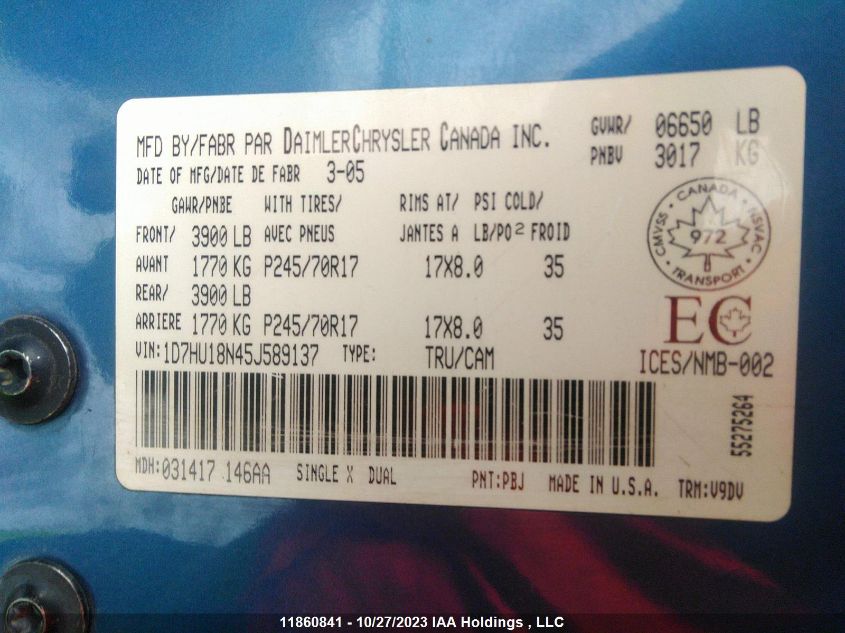 MFD BY/FABR PAR DAIMLERCHRYSLER CANADA INC.
GVWR/ 06650 LB
PNBV 3017 KG
DATE OF MFG/DATE DE FABR 3-05
GAWR/PNBE WITH TIRES/ RIMS AT/ PSI COLD/
FRONT/ 3900 LB AVEC PNEUS JANTES A LB/PO2 FROID
AVANT 1770 KG P245/70R17 17X8.0 35
REAR/ 3900 LB
ARRIERE 1770 KG P245/70R17 17X8.0 35
VIN: 1D7HU18N45J589137 TYPE: TRU/CAM
CANADA
CMVSS • NSVAC
972
TRANSPORT
EC
ICES/NMB-002
55275264
MDH: 031417 146AA SINGLE X DUAL PNT: PBJ MADE IN U.S.A. TRM: V9DV
11860841 - 10/27/2023 IAA Holdings , LLC